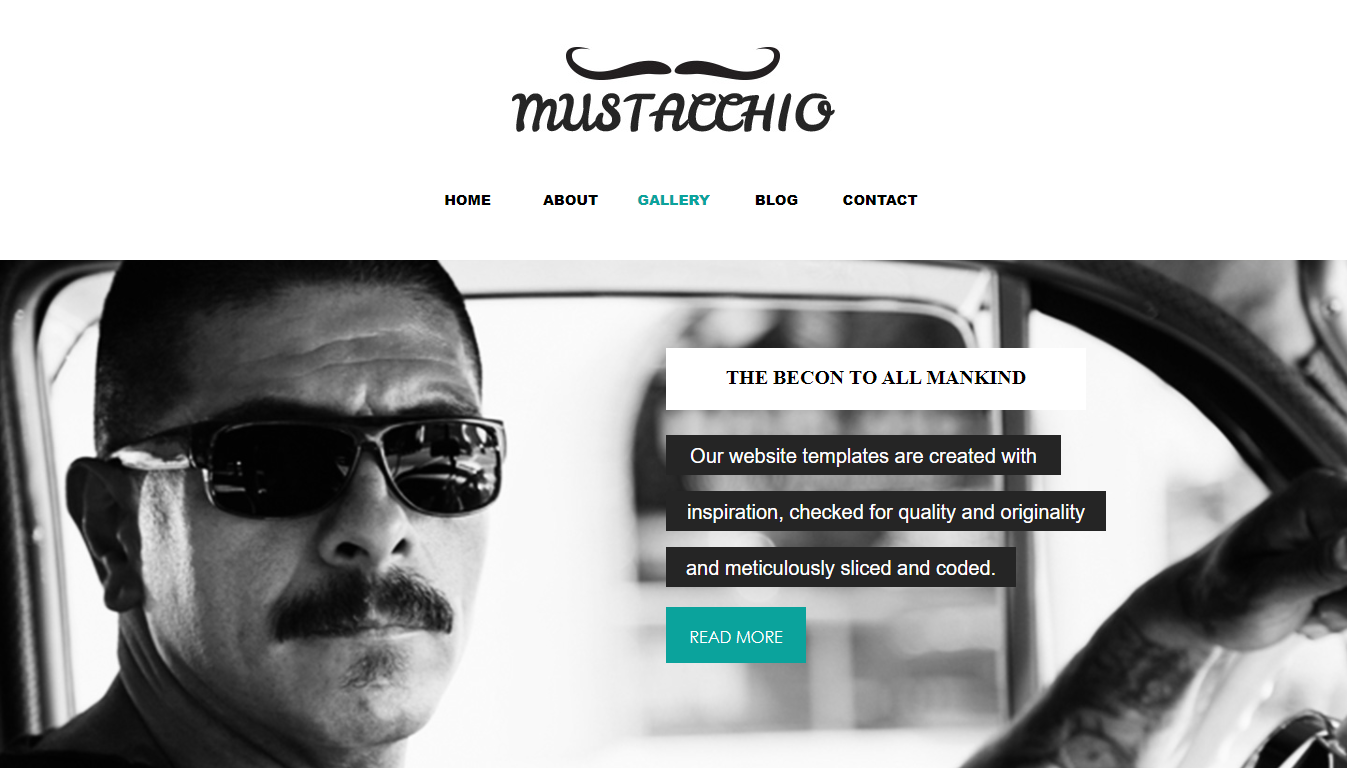 MUSTACCHIO
HOME ABOUT GALLERY BLOG CONTACT
THE BECON TO ALL MANKIND
Our website templates are created with
inspiration, checked for quality and originality
and meticulously sliced and coded.
READ MORE